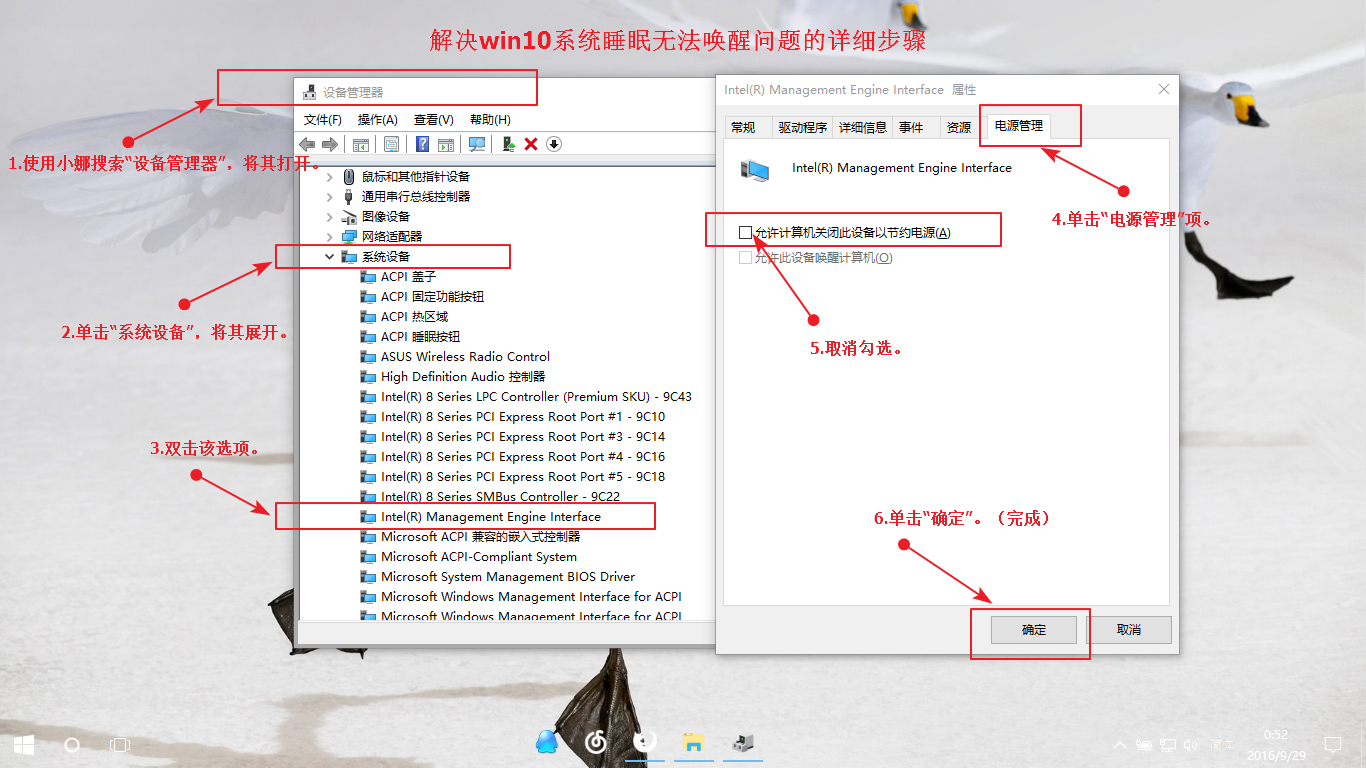 解决win10系统睡眠无法唤醒问题的详细步骤
设备管理器
文件(F) 操作(A) 查看(V) 帮助(H)
1.使用小娜搜索“设备管理器”，将其打开。
鼠标和其他指针设备
通用串行总线控制器
图像设备
网络适配器
系统设备
2.单击“系统设备”，将其展开。
ACPI 盖子
ACPI 固定功能按钮
ACPI 热区域
ACPI 睡眠按钮
ASUS Wireless Radio Control
High Definition Audio 控制器
Intel(R) 8 Series LPC Controller (Premium SKU) - 9C43
Intel(R) 8 Series PCI Express Root Port #1 - 9C10
Intel(R) 8 Series PCI Express Root Port #3 - 9C14
Intel(R) 8 Series PCI Express Root Port #4 - 9C16
Intel(R) 8 Series PCI Express Root Port #5 - 9C18
Intel(R) 8 Series SMBus Controller - 9C22
3.双击该选项。
Intel(R) Management Engine Interface
Microsoft ACPI 兼容的嵌入式控制器
Microsoft ACPI-Compliant System
Microsoft System Management BIOS Driver
Microsoft Windows Management Interface for ACPI
Microsoft Windows Management Interface for ACPI
Intel(R) Management Engine Interface 属性
常规 驱动程序 详细信息 事件 资源 电源管理
Intel(R) Management Engine Interface
4.单击“电源管理”项。
允许计算机关闭此设备以节约电源(A)
允许此设备唤醒计算机(O)
5.取消勾选。
6.单击“确定”。（完成）
确定 取消
0:52
2016/9/29